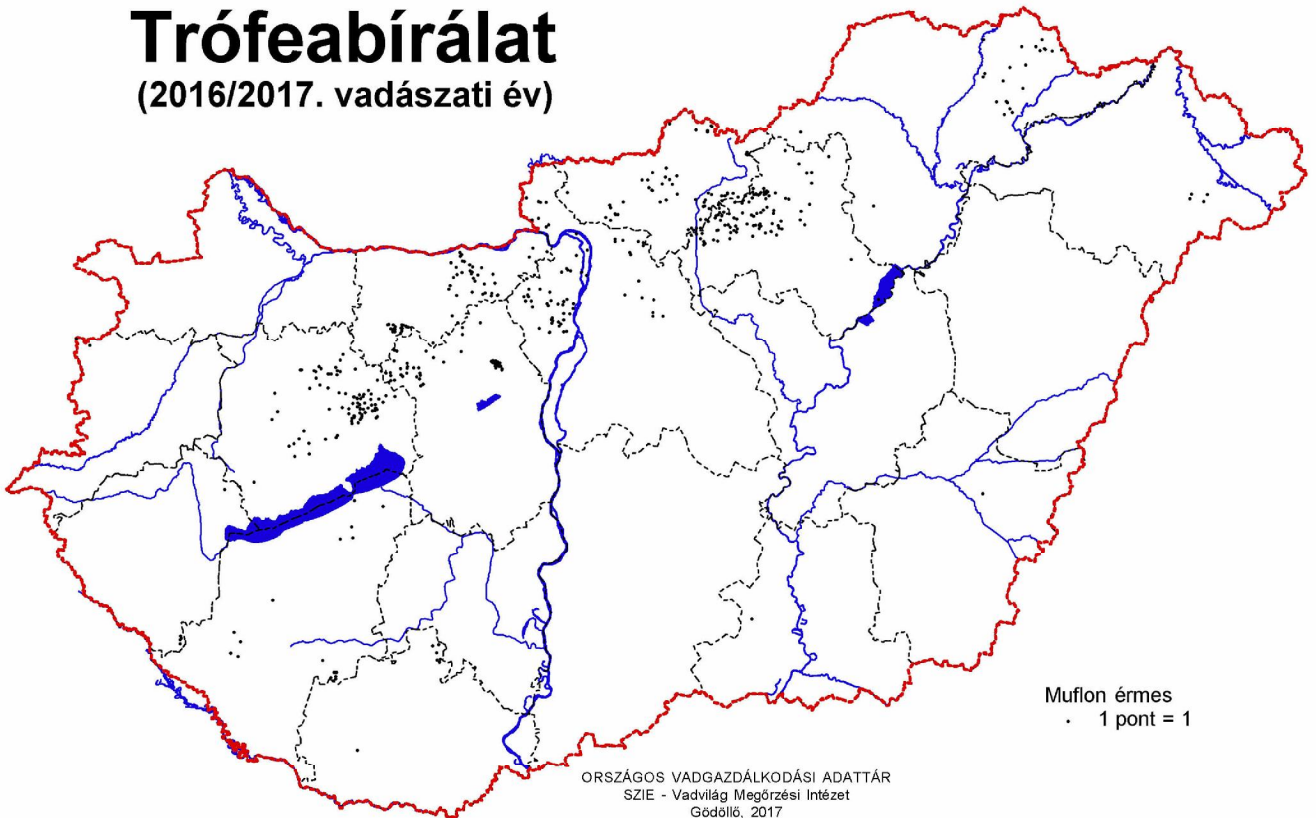 Trófeabírálat
(2016/2017. vadászati év)
Muflon érmes
1 pont = 1
ORSZÁGOS VADGAZDÁLKODÁSI ADATTÁR
SZIE - Vadvilág Megőrzési Intézet
Gödöllő, 2017